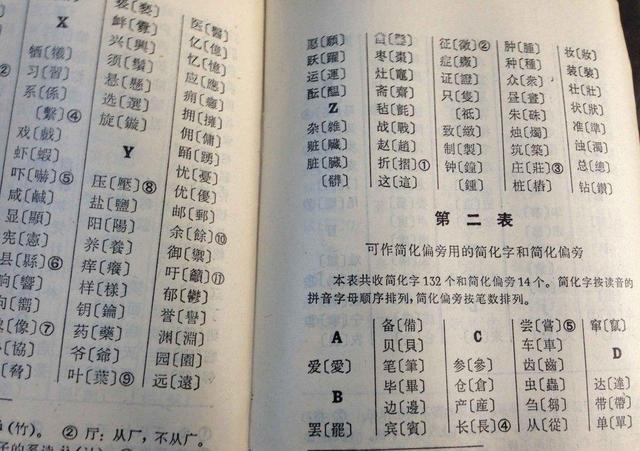 X
牺〔犧〕
② 习〔習〕
系〔係〕
〔繫〕④
戏〔戲〕
虾〔蝦〕
吓〔嚇〕⑤
咸〔鹹〕
显〔顯〕
宪〔憲〕
县〔縣〕⑥
响〔響〕
向〔嚮〕
〔像〕⑦
协〔協〕
〔脅〕
衅〔釁〕
兴〔興〕
须〔鬚〕
悬〔懸〕
选〔選〕
旋〔鏇〕
Y
压〔壓〕⑧
盐〔鹽〕
阳〔陽〕
养〔養〕
痒〔癢〕
样〔樣〕
钥〔鑰〕
药〔藥〕
爷〔爺〕
叶〔葉〕⑨
医〔醫〕
亿〔億〕
忆〔憶〕
应〔應〕
痈〔癰〕
拥〔擁〕
佣〔傭〕
踊〔踴〕
忧〔憂〕
优〔優〕
邮〔郵〕
余〔餘〕⑩
御〔禦〕
吁〔籲〕⑪
郁〔鬱〕
誉〔譽〕
渊〔淵〕
园〔園〕
远〔遠〕
(竹)。 ② 厅：从厂，不从广。
愿〔願〕
跃〔躍〕
运〔運〕
酝〔醖〕
Z
杂〔雜〕
赃〔贜〕
脏〔臟〕
〔髒〕
凿〔鑿〕
枣〔棗〕
灶〔竈〕
斋〔齋〕
毡〔氈〕
战〔戰〕
赵〔趙〕
折〔摺〕①
这〔這〕
征〔徵〕②
症〔癥〕
证〔證〕
只〔隻〕
〔衹〕
致〔緻〕
制〔製〕
钟〔鐘〕
〔鍾〕
肿〔腫〕
种〔種〕
众〔衆〕
昼〔晝〕
朱〔硃〕
烛〔燭〕
筑〔築〕
庄〔莊〕③
桩〔樁〕
妆〔妝〕
装〔裝〕
壮〔壯〕
状〔狀〕
准〔準〕
浊〔濁〕
总〔總〕
钻〔鑽〕
第 二 表
可作简化偏旁用的简化字和简化偏旁
本表共收简化字132个和简化偏旁14个。简化字按读音的
拼音字母顺序排列，简化偏旁按笔数排列。
A
爱〔愛〕
B
罢〔罷〕
备〔備〕
贝〔貝〕
笔〔筆〕
毕〔畢〕
边〔邊〕
宾〔賓〕
C
参〔參〕
仓〔倉〕
产〔産〕
长〔長〕④
尝〔嘗〕⑤
车〔車〕
齿〔齒〕
虫〔蟲〕
刍〔芻〕
从〔從〕
窜〔竄〕
D
达〔達〕
带〔帶〕
单〔單〕